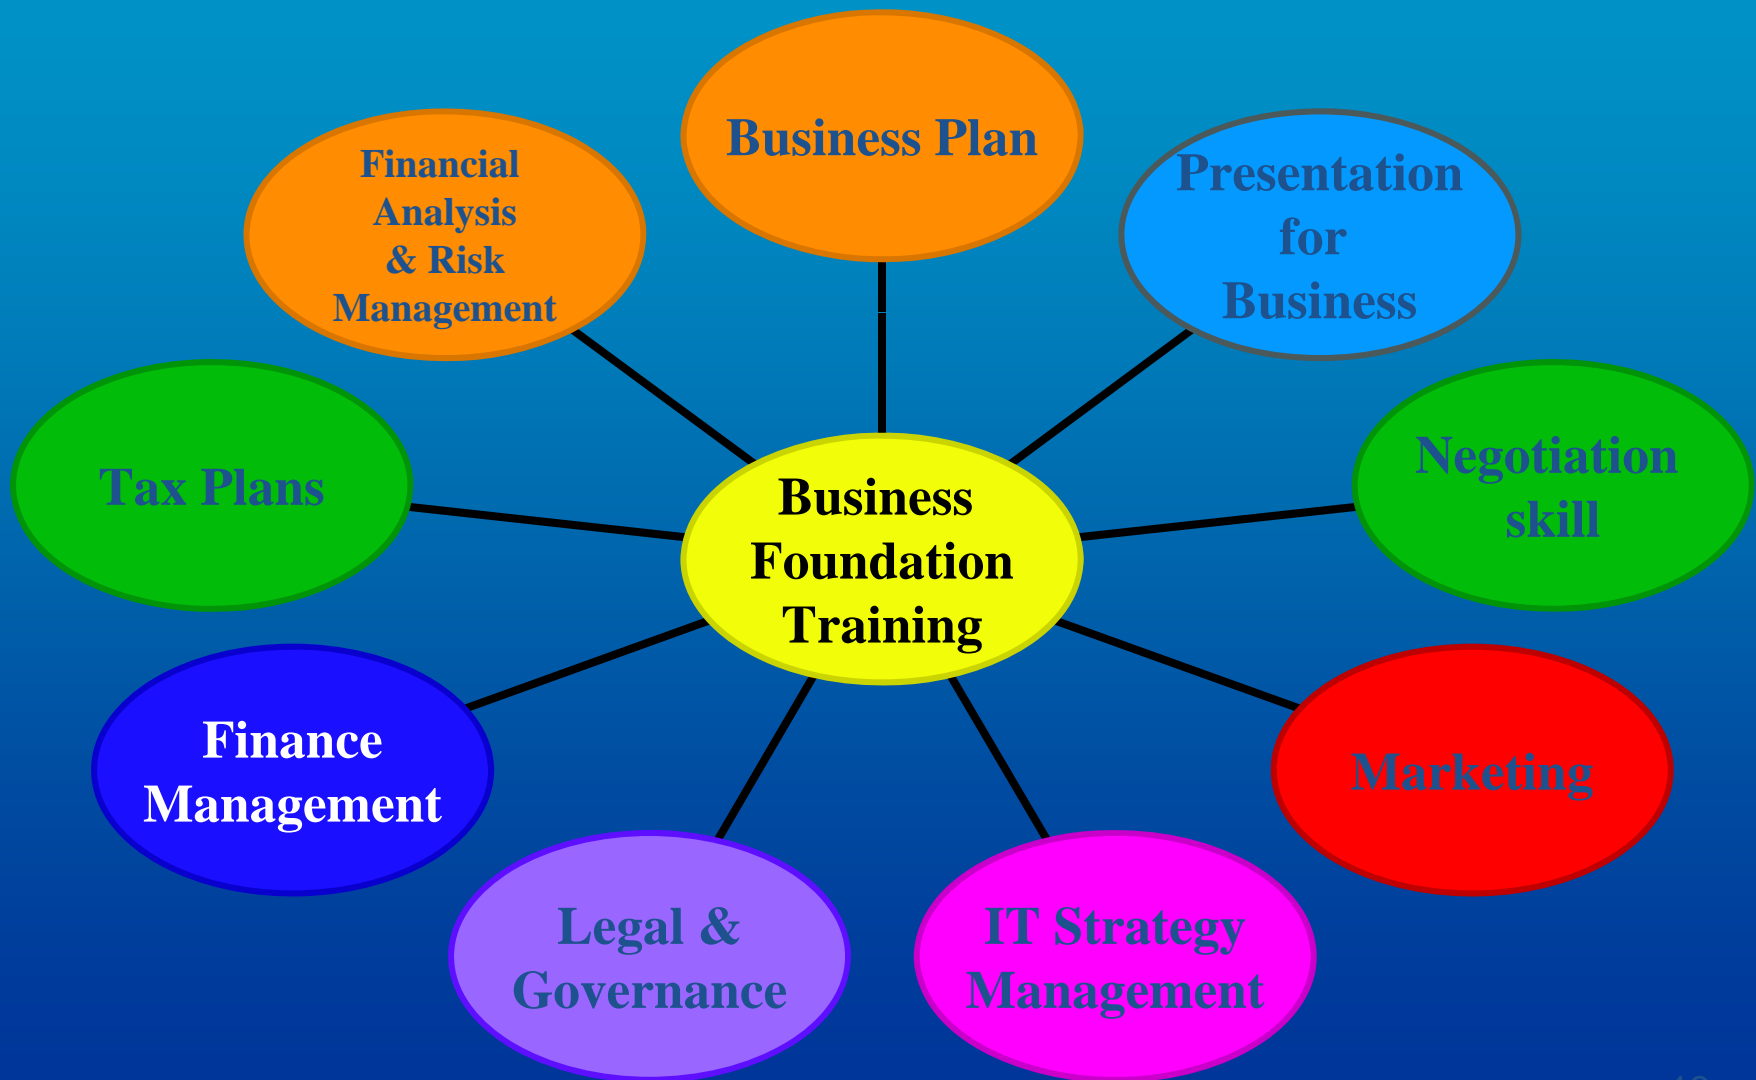 Business Plan
Financial
Analysis
& Risk
Management
Presentation
for
Business
Tax Plans
Negotiation
skill
Business
Foundation
Training
Finance
Management
Marketing
Legal &
Governance
IT Strategy
Management